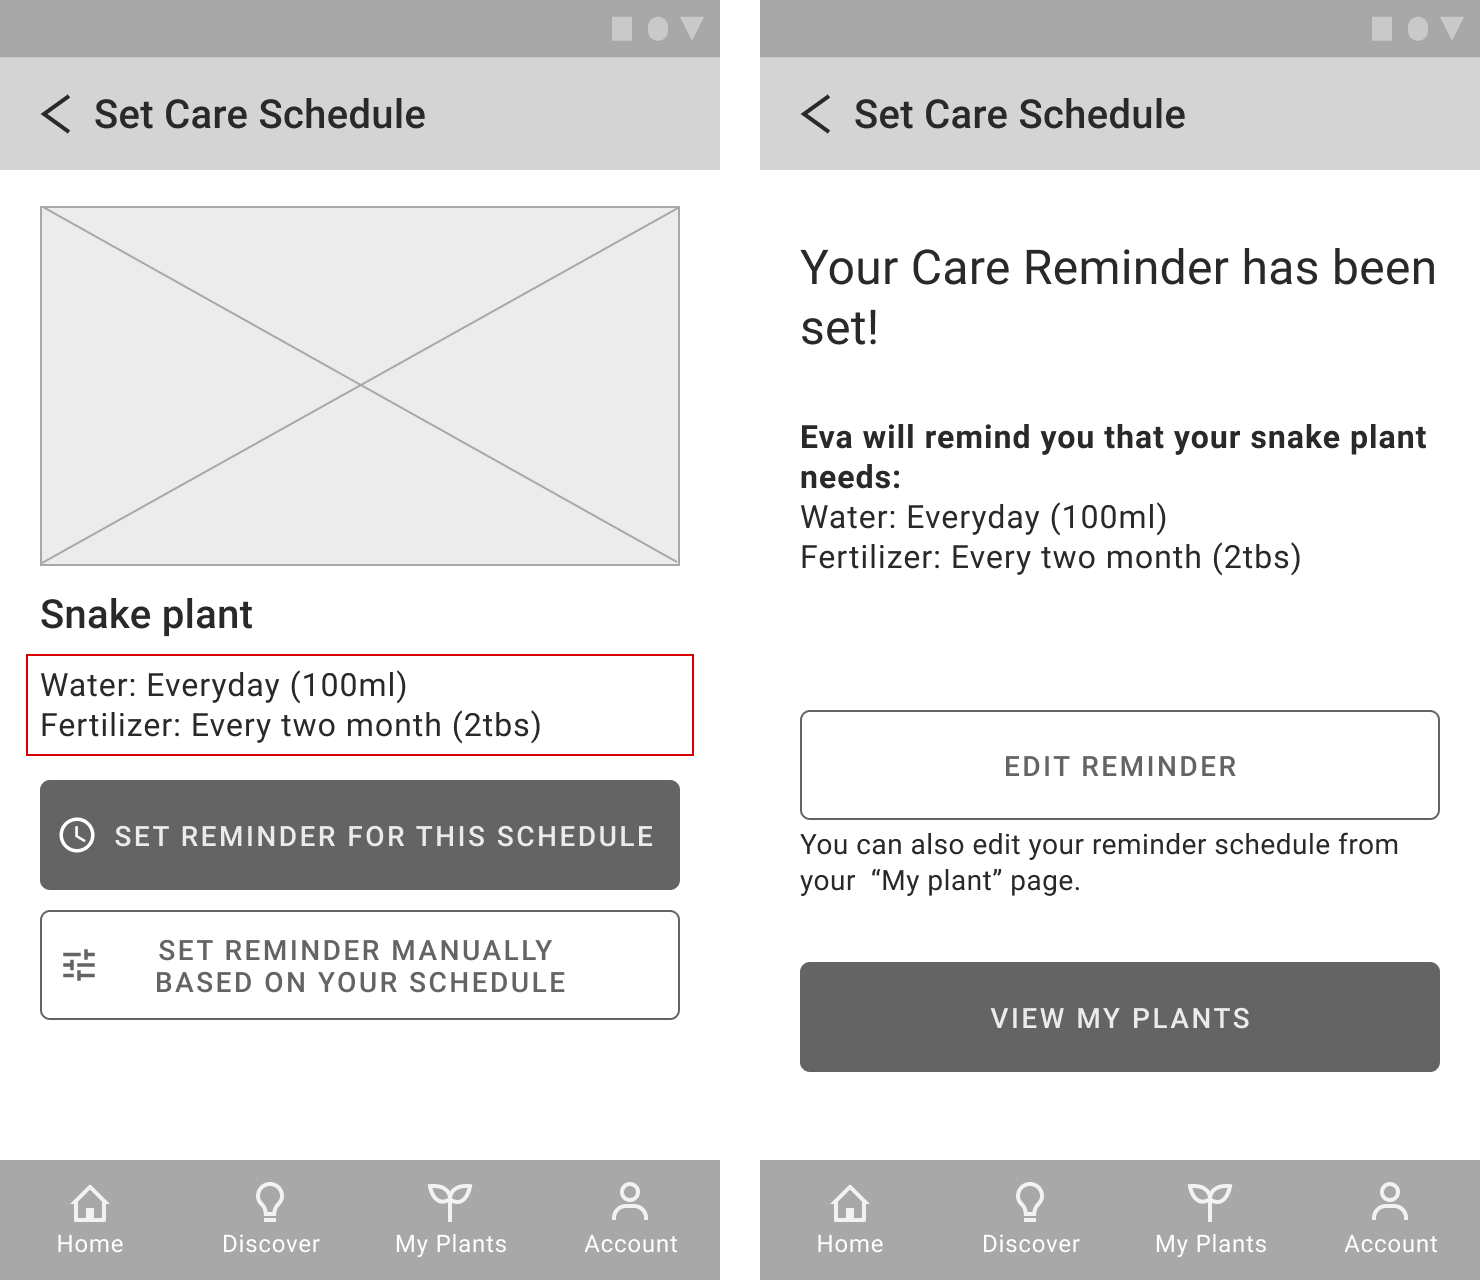 Set Care Schedule
Snake plant
Water: Everyday (100ml)
Fertilizer: Every two month (2tbs)
SET REMINDER FOR THIS SCHEDULE
SET REMINDER MANUALLY
BASED ON YOUR SCHEDULE
Home
Discover
My Plants
Account
Set Care Schedule
Your Care Reminder has been
set!
Eva will remind you that your snake plant
needs:
Water: Everyday (100ml)
Fertilizer: Every two month (2tbs)
EDIT REMINDER
You can also edit your reminder schedule from
your  “My plant” page.
VIEW MY PLANTS
Home
Discover
My Plants
Account